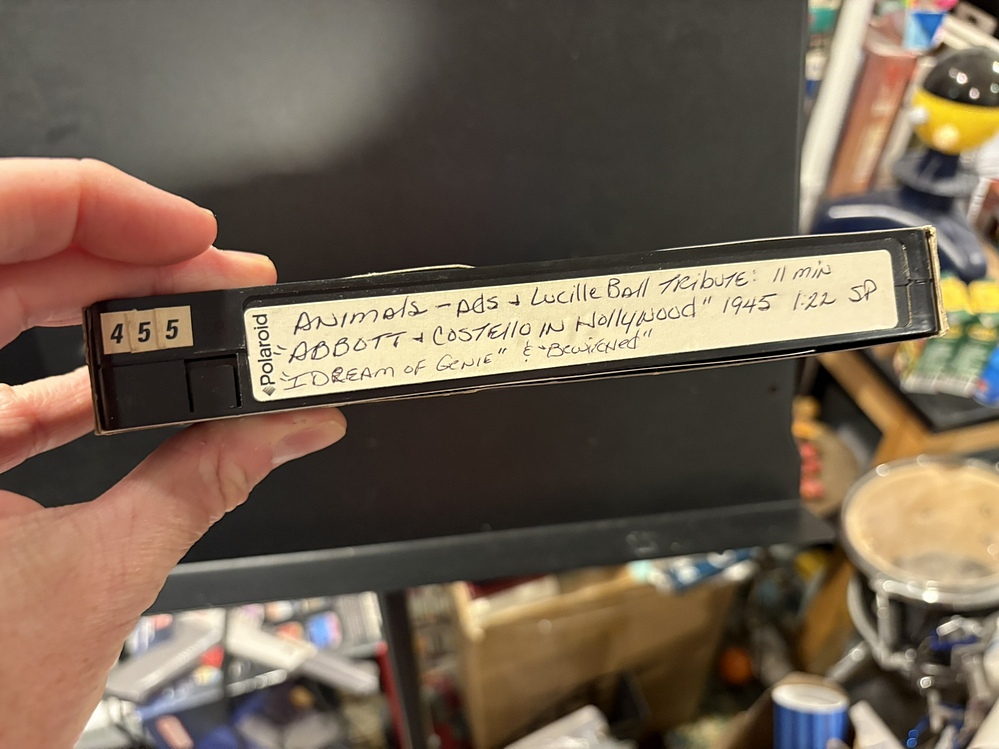 455
Polaroid
ANIMALS - ADS & Lucille Ball TRIBUTE: 11 MIN
"ABBOTT & COSTELLO IN HOLLYWOOD" 1945 1:22 SP
"I DREAM OF GENIE" & "BEWITCHED"